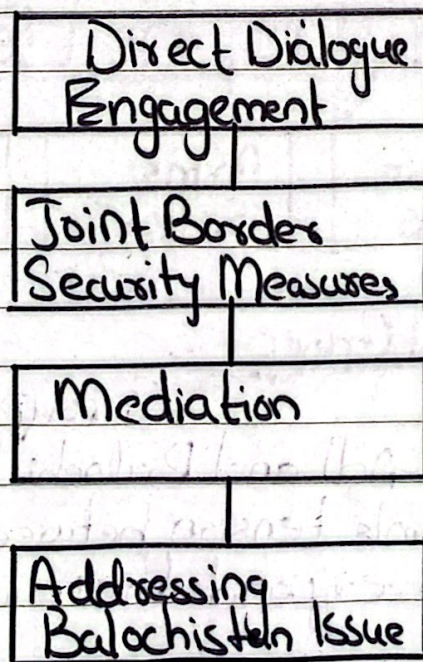 Direct Dialogue
Engagement
Joint Border
Security Measures
Mediation
Addressing
Balochistan Issue